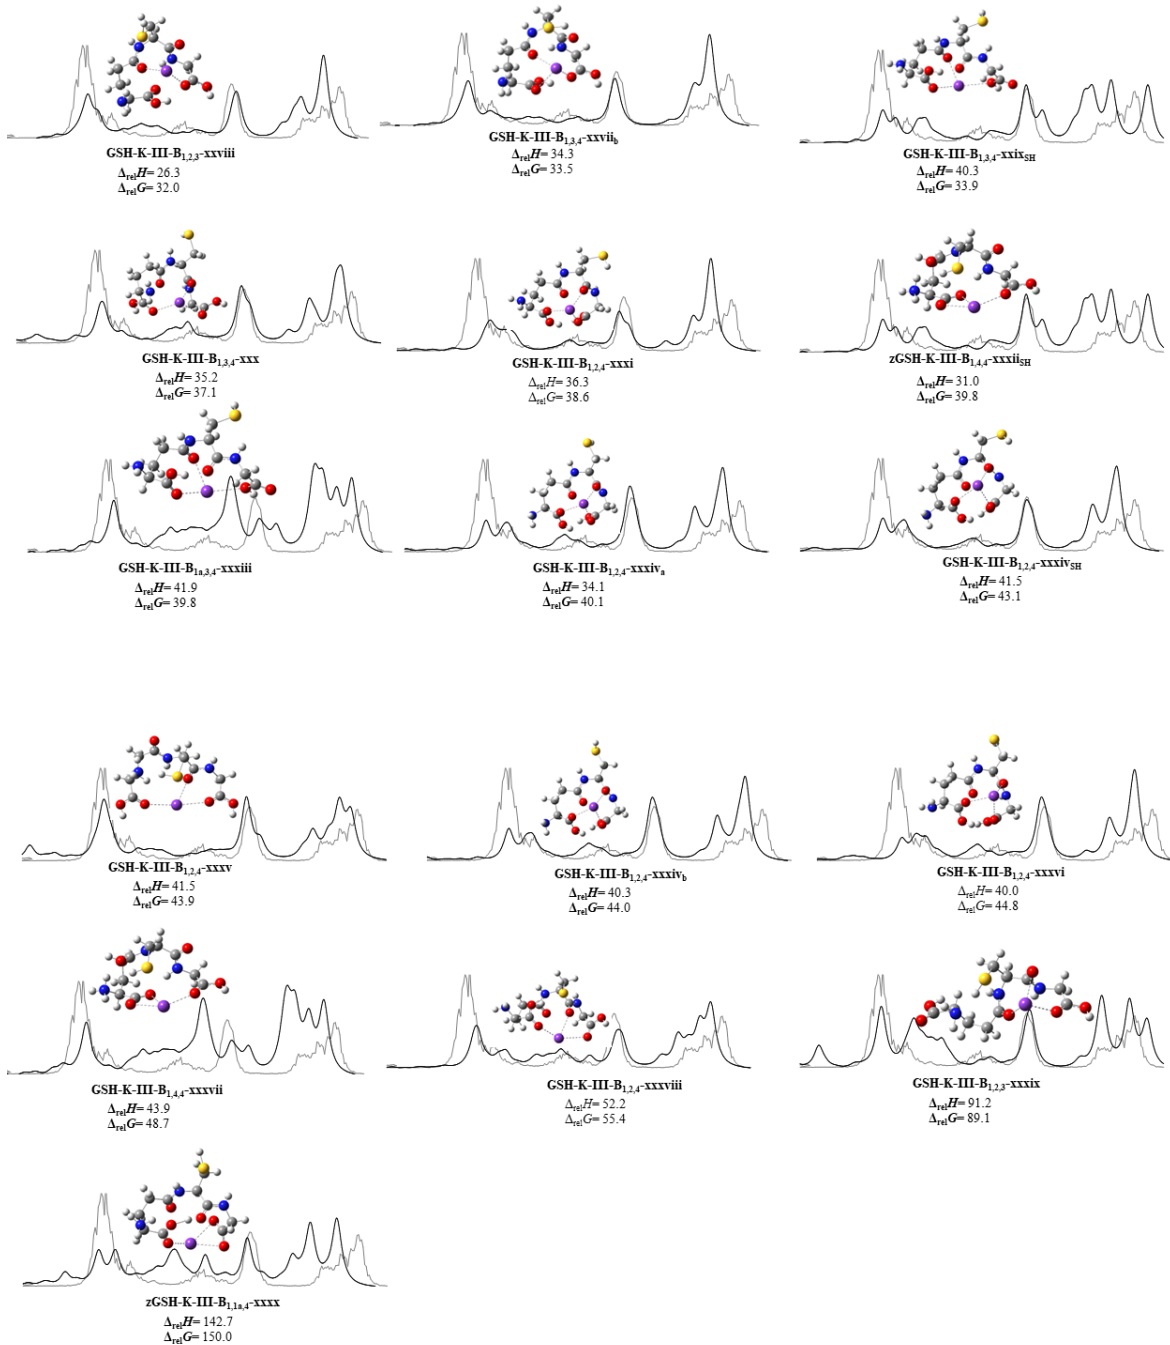 GSH-K-III-B1,2,3-xxviii
ΔrelH= 26.3
ΔrelG= 32.0
GSH-K-III-B1,3,4-xxviib
ΔrelH= 34.3
ΔrelG= 33.5
GSH-K-III-B1,3,4-xxixSH
ΔrelH= 40.3
ΔrelG= 33.9
GSH-K-III-B1,3,4-xxx
ΔrelH= 35.2
ΔrelG= 37.1
GSH-K-III-B1,2,4-xxxi
ΔrelH= 36.3
ΔrelG= 38.6
zGSH-K-III-B1,4,4-xxxiiSH
ΔrelH= 31.0
ΔrelG= 39.8
GSH-K-III-B1a,3,4-xxxiii
ΔrelH= 41.9
ΔrelG= 39.8
GSH-K-III-B1,2,4-xxxiva
ΔrelH= 34.1
ΔrelG= 40.1
GSH-K-III-B1,2,4-xxxivSH
ΔrelH= 41.5
ΔrelG= 43.1
GSH-K-III-B1,2,4-xxxv
ΔrelH= 41.5
ΔrelG= 43.9
GSH-K-III-B1,2,4-xxxivb
ΔrelH= 40.3
ΔrelG= 44.0
GSH-K-III-B1,2,4-xxxvi
ΔrelH= 40.0
ΔrelG= 44.8
GSH-K-III-B1,4,4-xxxvii
ΔrelH= 43.9
ΔrelG= 48.7
GSH-K-III-B1,2,4-xxxviii
ΔrelH= 52.2
ΔrelG= 55.4
GSH-K-III-B1,2,3-xxxix
ΔrelH= 91.2
ΔrelG= 89.1
zGSH-K-III-B1,1a,4-xxxx
ΔrelH= 142.7
ΔrelG= 150.0